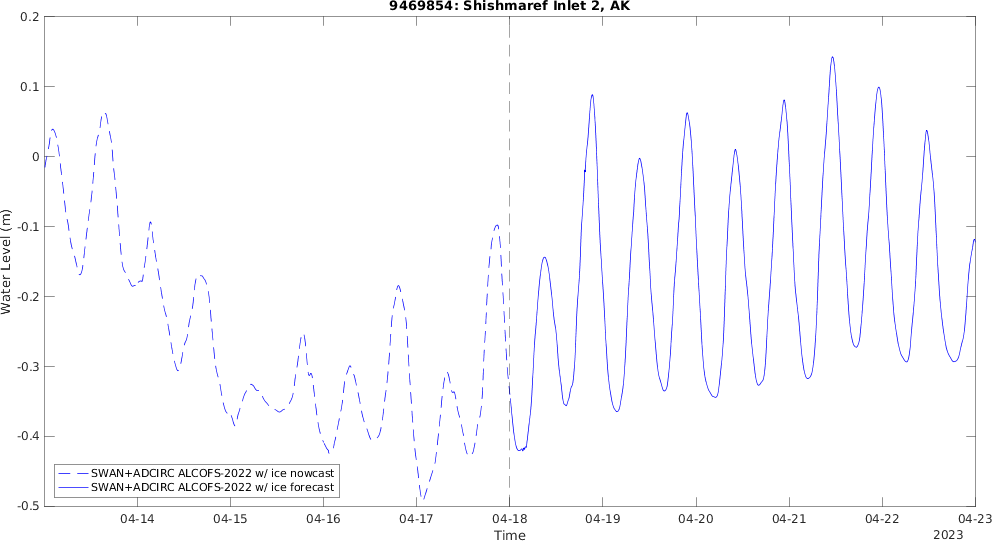 9469854: Shishmaref Inlet 2, AK
0.2
0.1
0
-0.1
-0.2
-0.3
-0.4
-0.5
Water Level (m)
SWAN+ADCIRC ALCOFS-2022 w/ ice nowcast
SWAN+ADCIRC ALCOFS-2022 w/ ice forecast
04-14 04-15 04-16 04-17 04-18 04-19 04-20 04-21 04-22 04-23
Time
2023